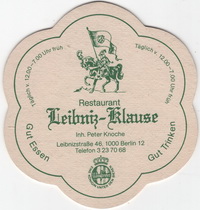 Täglich v. 12.00-7.00 Uhr früh
Täglich v. 12.00-7.00 Uhr früh
Restaurant
Leibniz-Klause
Inh. Peter Knoche
Leibnizstraße 46, 1000 Berlin 12
Telefon 3 23 70 68
Gut Essen
Gut Trinken